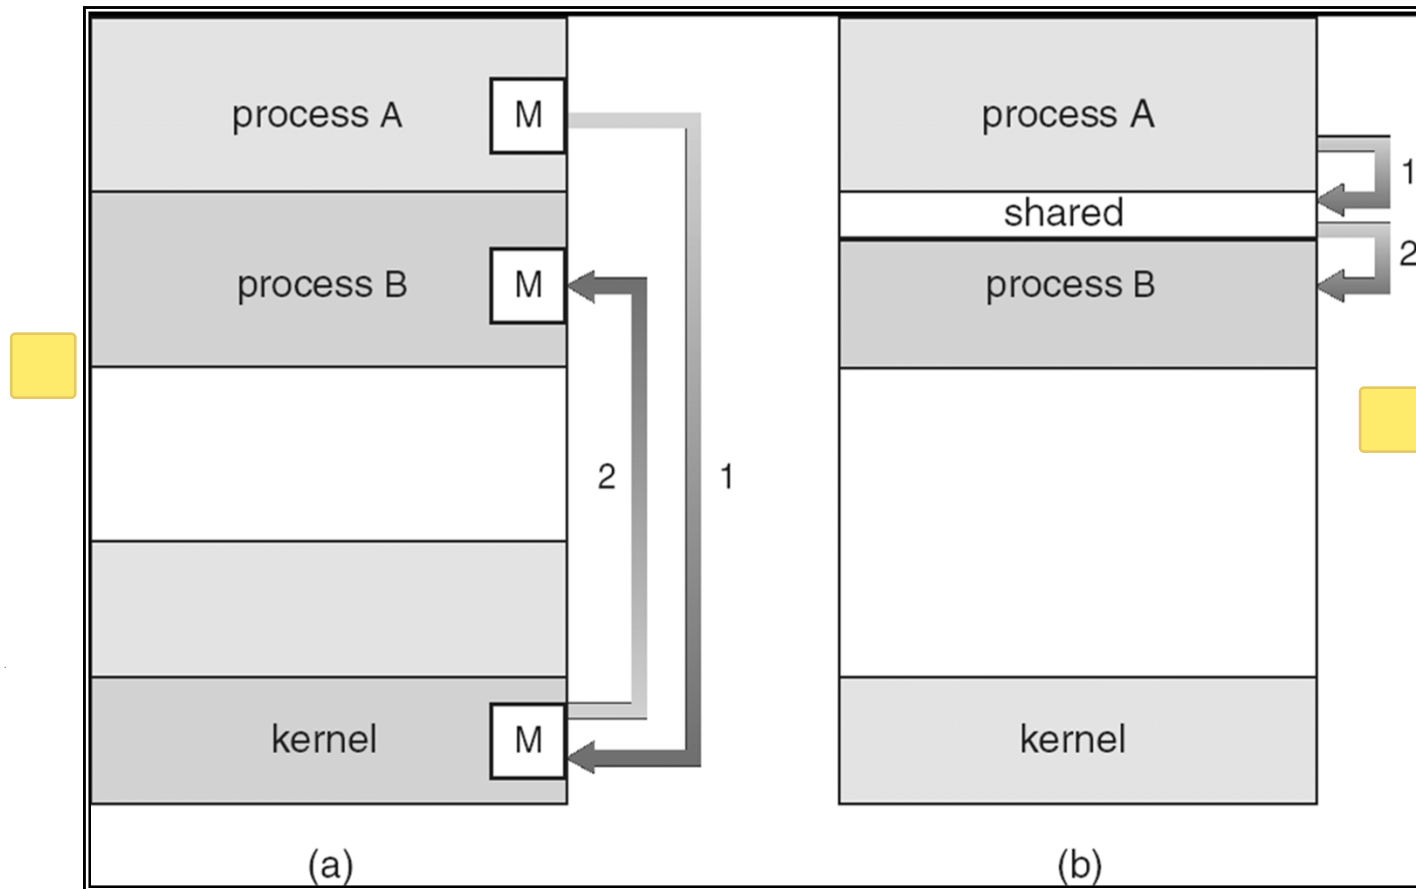 process A
M
process B
M
2
1
kernel
M
(a)
process A
1
shared
2
process B
kernel
(b)